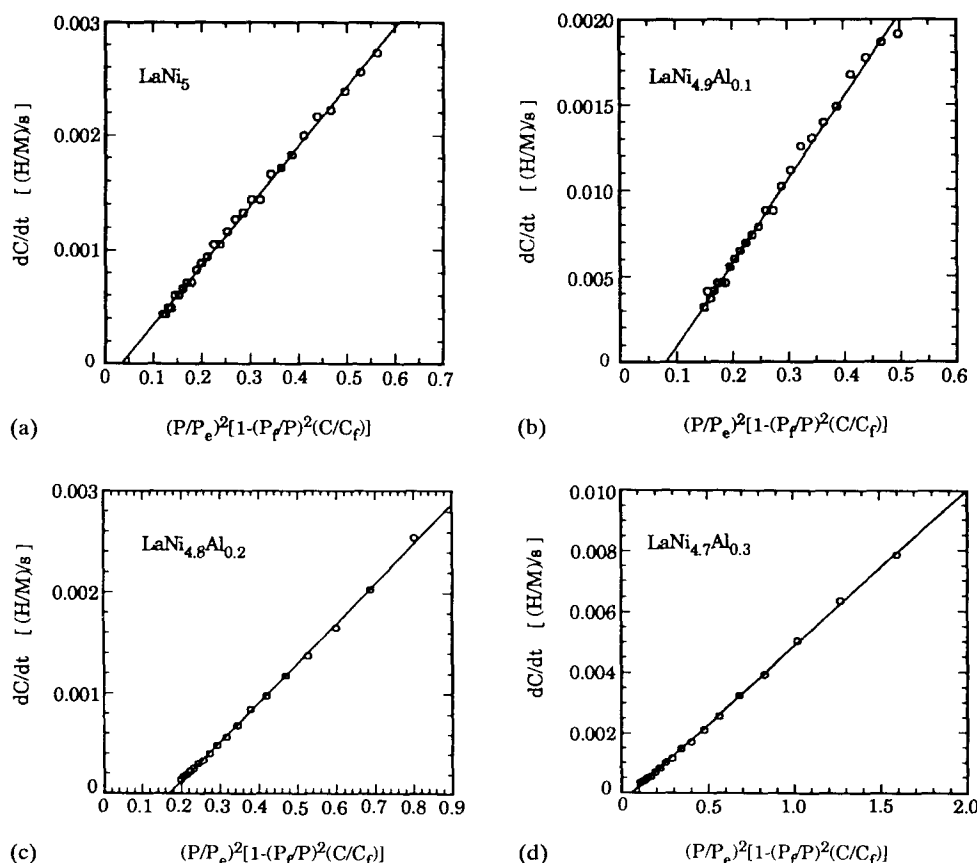 0.003
0.002
0.001
0
0.1 0.2 0.3 0.4 0.5 0.6 0.7
LaNi5
dC/dt [ (H/M)/s ]
(a) (P/Pe)2[1-(Pf/P)2(C/Cf)]
0.0020
0.0015
0.010
0.005
0
0 0.1 0.2 0.3 0.4 0.5 0.6
LaNi4.9Al0.1
dC/dt [ (H/M)/s ]
(b) (P/Pe)2[1-(Pf/P)2(C/Cf)]
0.003
0.002
0.001
0
0 0.1 0.2 0.3 0.4 0.5 0.6 0.7 0.8 0.9
LaNi4.8Al0.2
dC/dt [ (H/M)/s ]
(c) (P/Pe)2[1-(Pf/P)2(C/Cf)]
0.010
0.008
0.006
0.004
0.002
0
0 0.5 1.0 1.5 2.0
LaNi4.7Al0.3
dC/dt [ (H/M)/s ]
(d) (P/Pe)2[1-(Pf/P)2(C/Cf)]